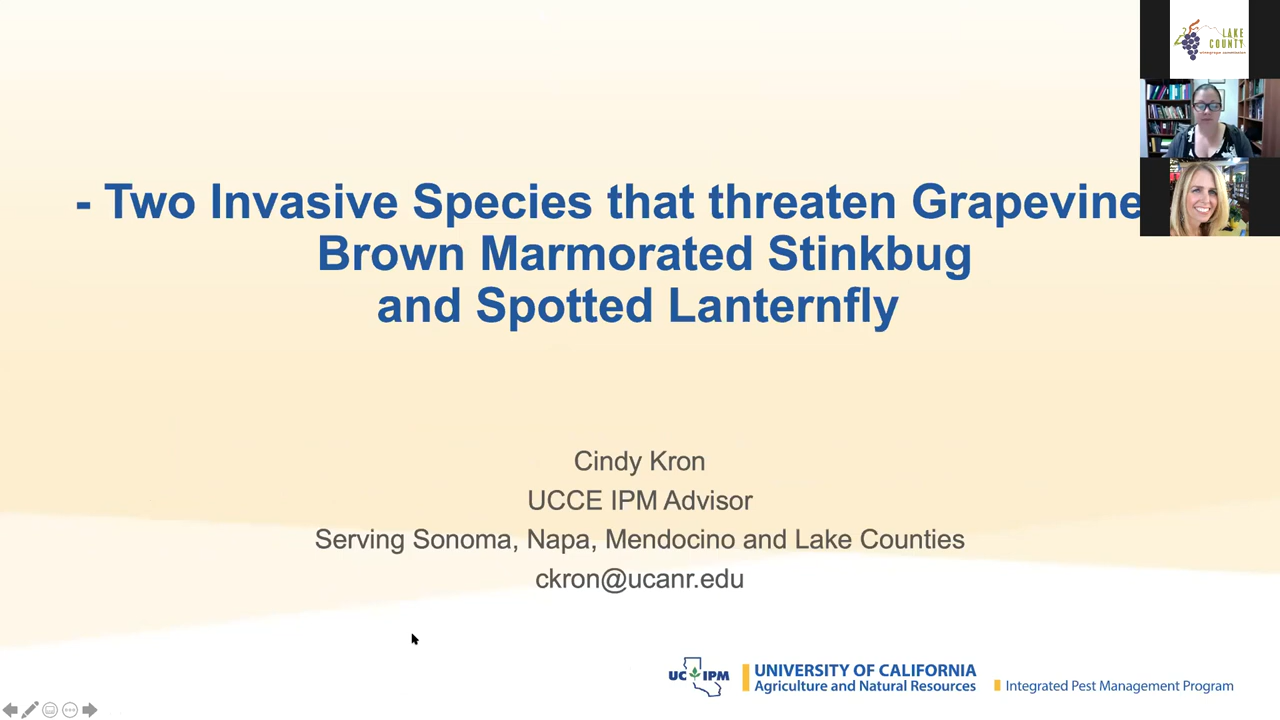 - Two Invasive Species that threaten Grapevine
Brown Marmorated Stinkbug
and Spotted Lanternfly
Cindy Kron
UCCE IPM Advisor
Serving Sonoma, Napa, Mendocino and Lake Counties
ckron@ucanr.edu
LAKE
COUNTY
winegrape commission
UC IPM
UNIVERSITY OF CALIFORNIA
Agriculture and Natural Resources
Integrated Pest Management Program